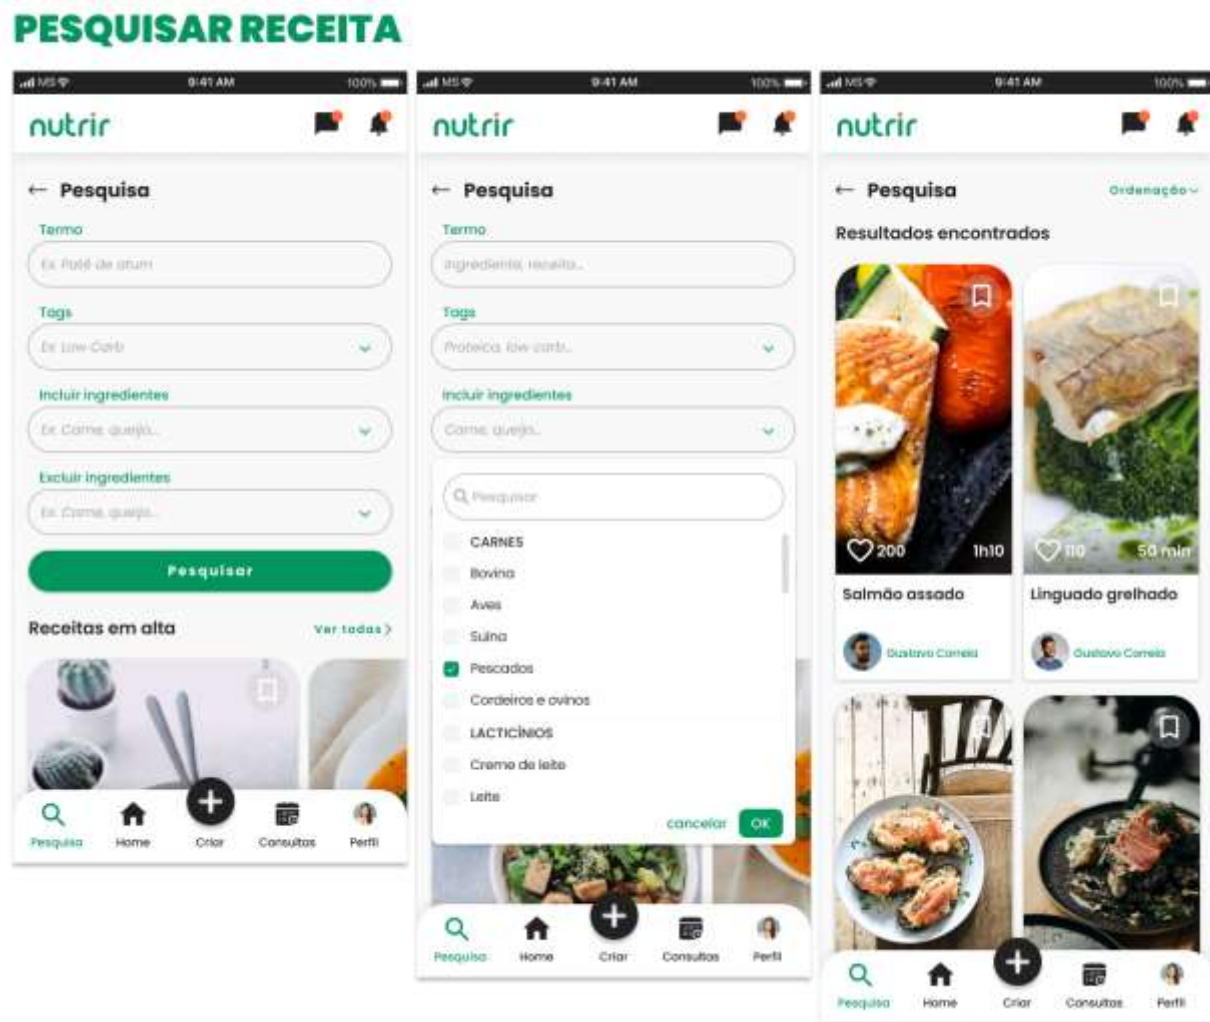 PESQUISAR RECEITA
MS 9:41 AM 100%
nutrir
← Pesquisa
Termo
Ex: Patê de atum
Tags
Ex: Low-Carb
Incluir ingredientes
Ex: Carne, queijo...
Excluir ingredientes
Ex: Carne, queijo...
Pesquisar
Receitas em alta
Ver todas >
Pesquisa
Home
Criar
Consultas
Perfil
MS 9:41 AM 100%
nutrir
← Pesquisa
Termo
Ingrediente, receita...
Tags
Proteica, low-carb...
Incluir ingredientes
Carne, queijo...
Pesquisar
CARNES
Bovina
Aves
Suína
Pescados
Cordeiros e ovinos
LACTICÍNIOS
Creme de leite
Leite
cancelar
OK
Pesquisa
Home
Criar
Consultas
Perfil
MS 9:41 AM 100%
nutrir
← Pesquisa
Ordenação
Resultados encontrados
200
1h10
110
50 min
Salmão assado
Linguado grelhado
Gustavo Correia
Gustavo Correia
Pesquisa
Home
Criar
Consultas
Perfil